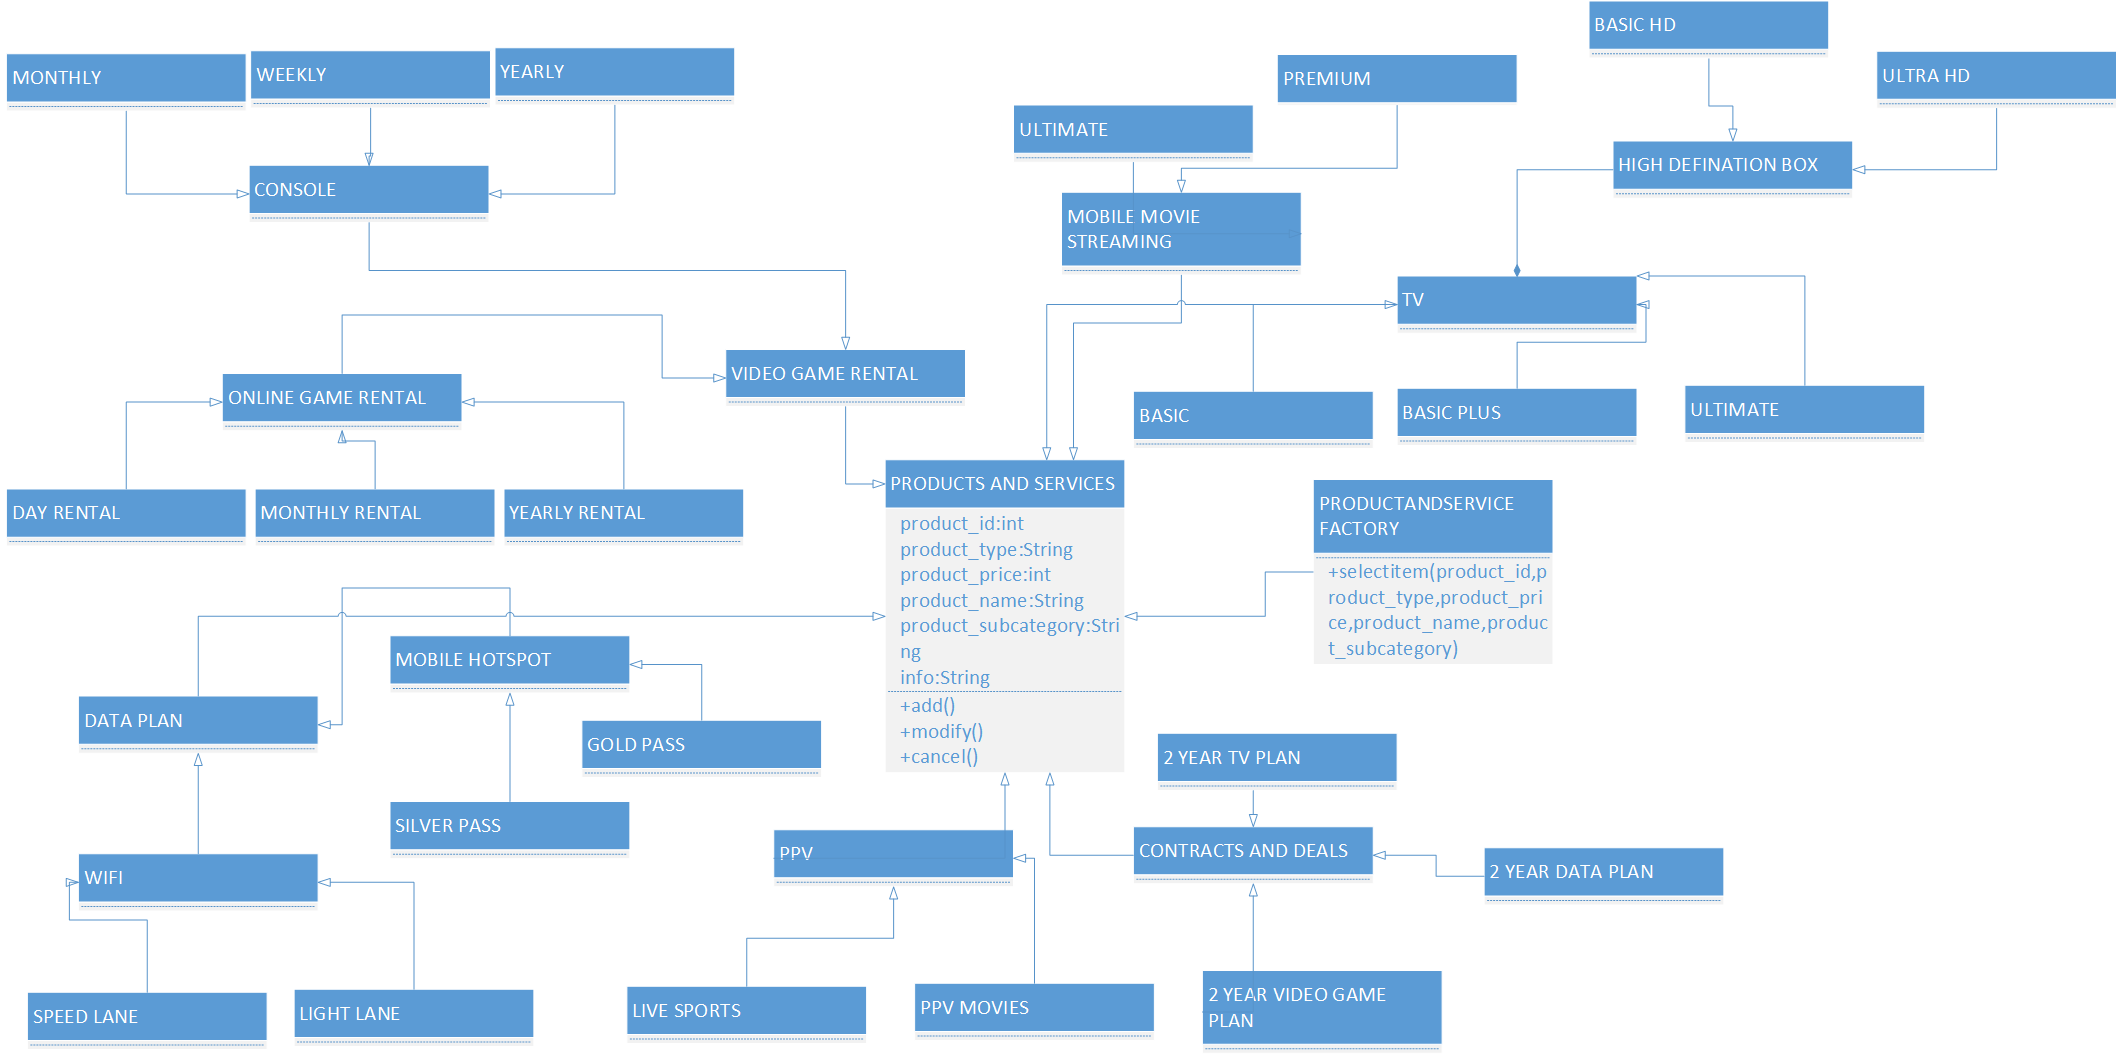 BASIC HD
MONTHLY
WEEKLY
YEARLY
PREMIUM
ULTRA HD
ULTIMATE
CONSOLE
HIGH DEFINATION BOX
MOBILE MOVIE
STREAMING
TV
VIDEO GAME RENTAL
ONLINE GAME RENTAL
BASIC
BASIC PLUS
ULTIMATE
DAY RENTAL
MONTHLY RENTAL
YEARLY RENTAL
PRODUCTS AND SERVICES
product_id:int
product_type:String
product_price:int
product_name:String
product_subcategory:Stri
ng
info:String
+add()
+modify()
+cancel()
PRODUCTANDSERVICE
FACTORY
+selectitem(product_id,p
roduct_type,product_pri
ce,product_name,produc
t_subcategory)
MOBILE HOTSPOT
DATA PLAN
GOLD PASS
2 YEAR TV PLAN
SILVER PASS
PPV
CONTRACTS AND DEALS
2 YEAR DATA PLAN
WIFI
SPEED LANE
LIGHT LANE
LIVE SPORTS
PPV MOVIES
2 YEAR VIDEO GAME
PLAN